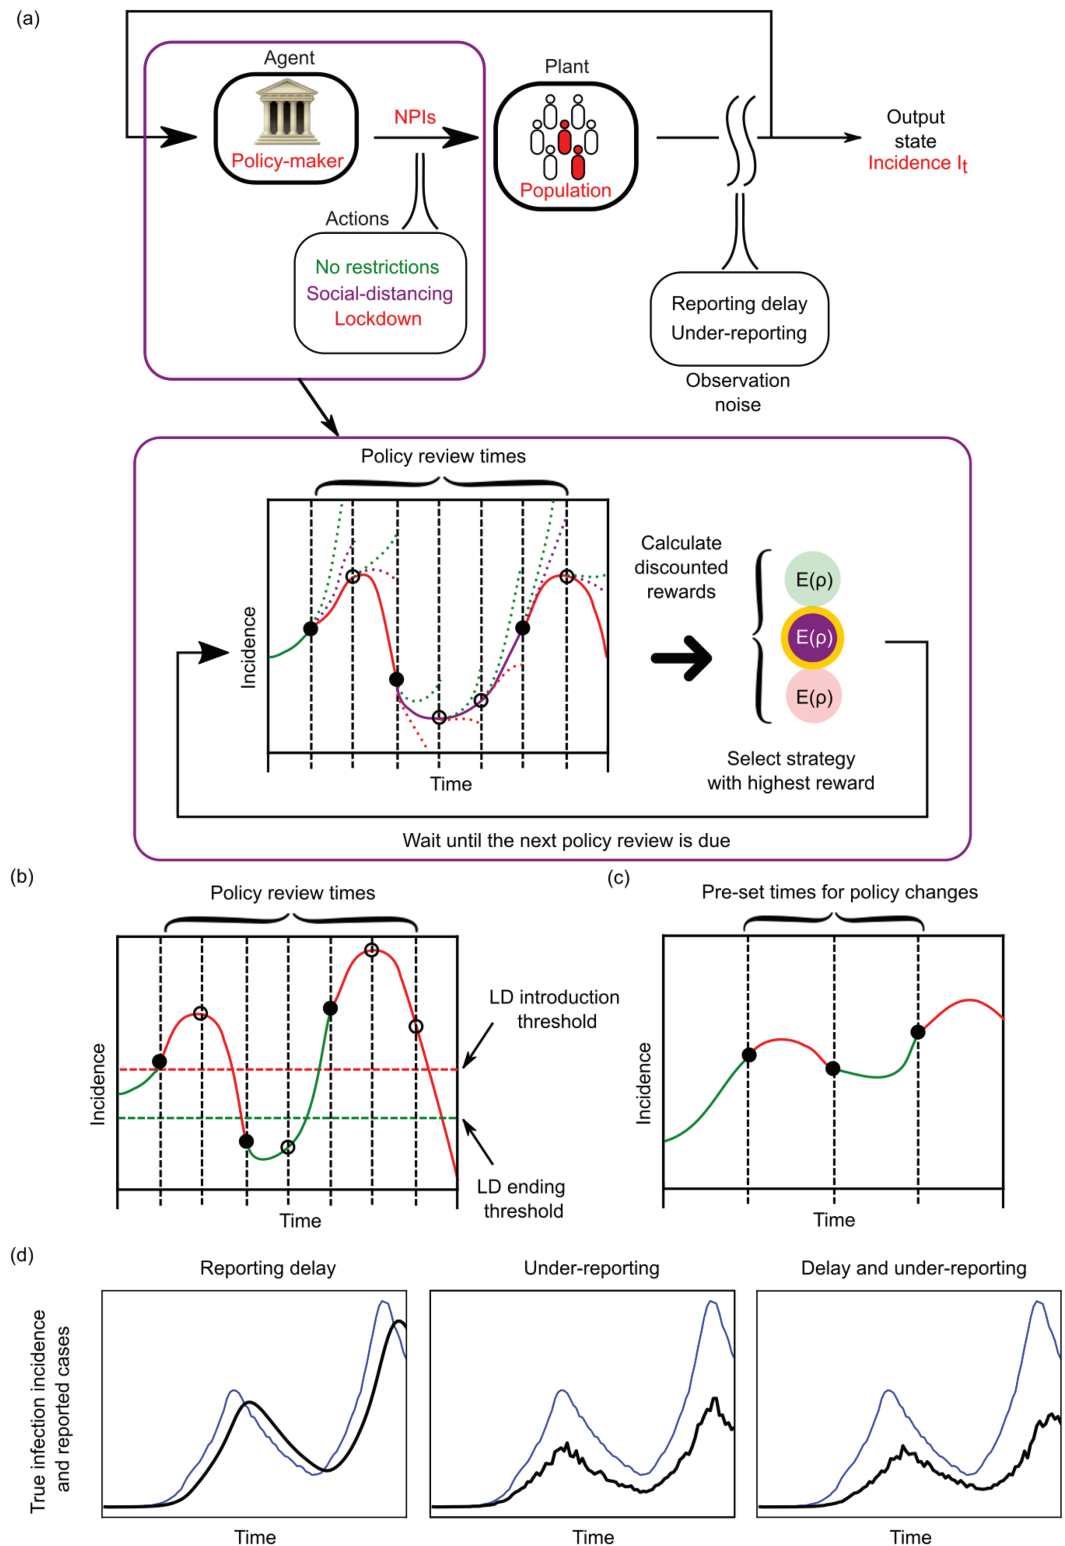 (a)
Agent
Policy-maker
NPIs
Plant
Population
Output
state
Incidence It
Actions
No restrictions
Social-distancing
Lockdown
Reporting delay
Under-reporting
Observation
noise
Policy review times
Incidence
Time
Calculate
discounted
rewards
E(ρ)
E(ρ)
E(ρ)
Select strategy
with highest reward
Wait until the next policy review is due
(b)
Policy review times
Incidence
Time
LD introduction
threshold
LD ending
threshold
(c)
Pre-set times for policy changes
Incidence
Time
(d)
True infection incidence
and reported cases
Reporting delay
Time
Under-reporting
Time
Delay and under-reporting
Time